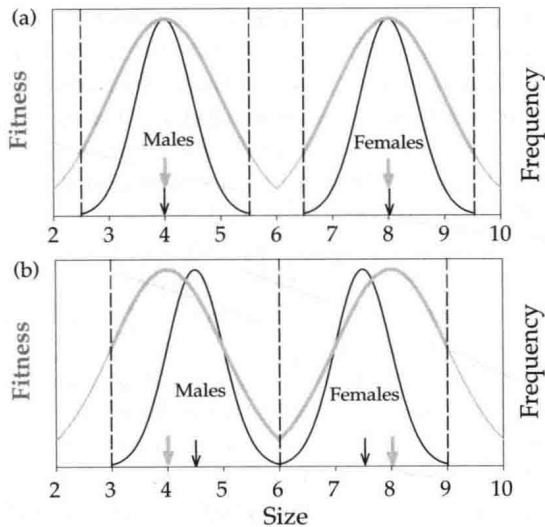 (a)
Fitness
Males
Females
Frequency
2 3 4 5 6 7 8 9 10
(b)
Fitness
Males
Females
Frequency
2 3 4 5 6 7 8 9 10
Size